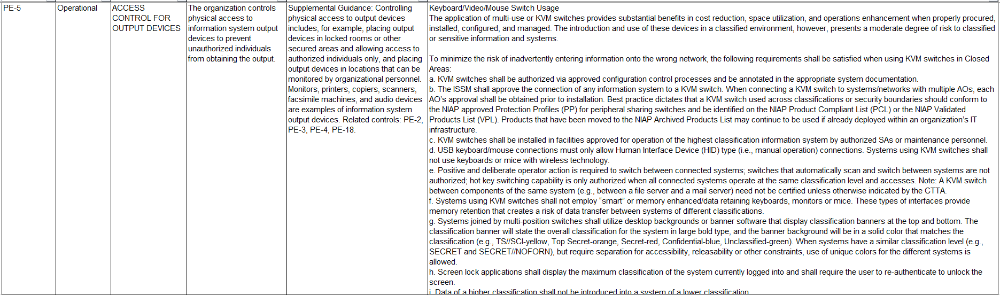 PE-5
Operational
ACCESS
CONTROL FOR
OUTPUT DEVICES
The organization controls
physical access to
information system output
devices to prevent
unauthorized individuals
from obtaining the output.
Supplemental Guidance: Controlling
physical access to output devices
includes, for example, placing output
devices in locked rooms or other
secured areas and allowing access to
authorized individuals only, and placing
output devices in locations that can be
monitored by organizational personnel.
Monitors, printers, copiers, scanners,
facsimile machines, and audio devices
are examples of information system
output devices. Related controls: PE-2,
PE-3, PE-4, PE-18.
Keyboard/Video/Mouse Switch Usage
The application of multi-use or KVM switches provides substantial benefits in cost reduction, space utilization, and operations enhancement when properly procured,
installed, configured, and managed. The introduction and use of these devices in a classified environment, however, presents a moderate degree of risk to classified
or sensitive information and systems.
To minimize the risk of inadvertently entering information onto the wrong network, the following requirements shall be satisfied when using KVM switches in Closed
Areas:
a. KVM switches shall be authorized via approved configuration control processes and be annotated in the appropriate system documentation.
b. The ISSM shall approve the connection of any information system to a KVM switch. When connecting a KVM switch to systems/networks with multiple AOs, each
AO's approval shall be obtained prior to installation. Best practice dictates that a KVM switch used across classifications or security boundaries should conform to
the NIAP approved Protection Profiles (PP) for peripheral sharing switches and be identified on the NIAP Product Compliant List (PCL) or the NIAP Validated
Products List (VPL). Products that have been moved to the NIAP Archived Products List may continue to be used if already deployed within an organization's IT
infrastructure.
c. KVM switches shall be installed in facilities approved for operation of the highest classification information system by authorized SAs or maintenance personnel.
d. USB keyboard/mouse connections must only allow Human Interface Device (HID) type (i.e., manual operation) connections. Systems using KVM switches shall
not use keyboards or mice with wireless technology.
e. Positive and deliberate operator action is required to switch between connected systems; switches that automatically scan and switch between systems are not
authorized; hot key switching capability is only authorized when all connected systems operate at the same classification level and accesses. Note: A KVM switch
between components of the same system (e.g., between a file server and a mail server) need not be certified unless otherwise indicated by the CTTA.
f. Systems using KVM switches shall not employ “smart” or memory enhanced/data retaining keyboards, monitors or mice. These types of interfaces provide
memory retention that creates a risk of data transfer between systems of different classifications.
g. Systems joined by multi-position switches shall utilize desktop backgrounds or banner software that display classification banners at the top and bottom. The
classification banner will state the overall classification for the system in large bold type, and the banner background will be in a solid color that matches the
classification (e.g., TS//SCI-yellow, Top Secret-orange, Secret-red, Confidential-blue, Unclassified-green). When systems have a similar classification level (e.g.,
SECRET and SECRET//NOFORN), but require separation for accessibility, releasability or other constraints, use of unique colors for the different systems is
allowed.
h. Screen lock applications shall display the maximum classification of the system currently logged into and shall require the user to re-authenticate to unlock the
screen.
i. Data of a higher classification shall not be introduced into a system of a lower classification.